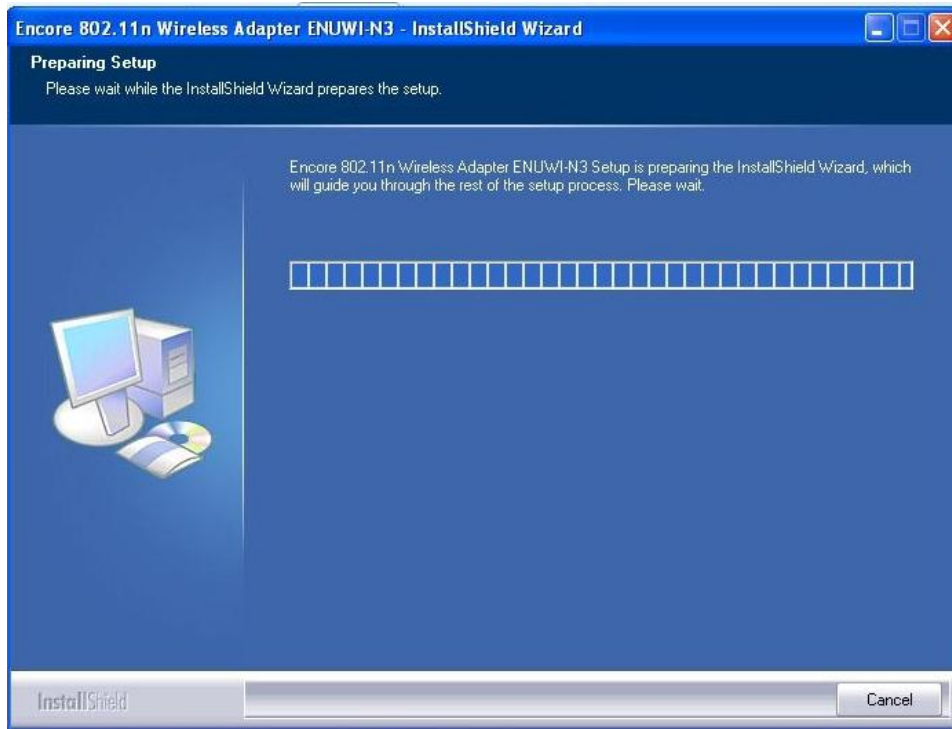 Encore 802.11n Wireless Adapter ENUWI-N3 - InstallShield Wizard
Preparing Setup
Please wait while the InstallShield Wizard prepares the setup.
Encore 802.11n Wireless Adapter ENUWI-N3 Setup is preparing the InstallShield Wizard, which
will guide you through the rest of the setup process. Please wait.
InstallShield
Cancel